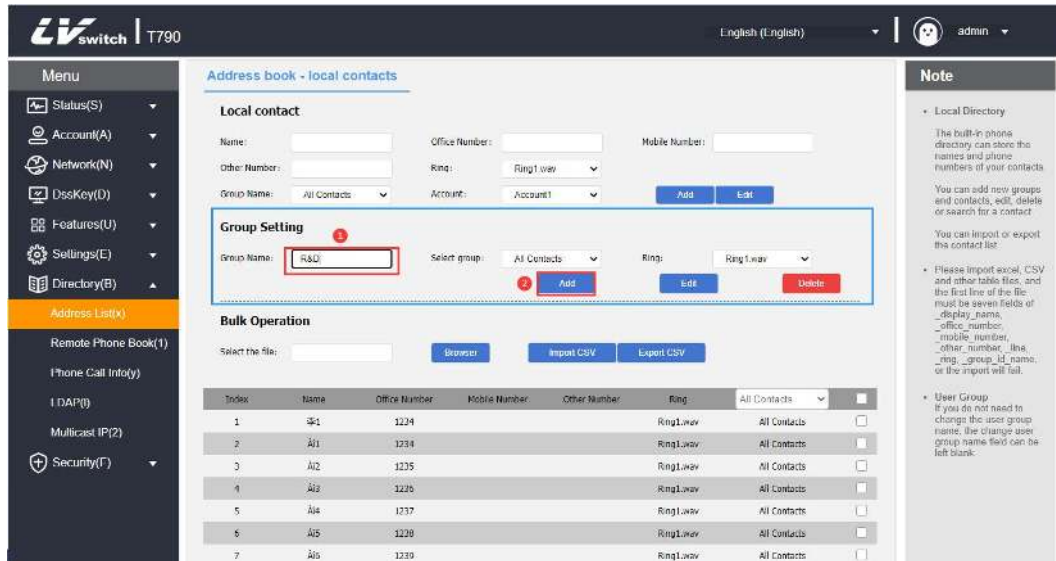 LV switch | T790
English (English)
admin
Menu
Status(S)
Account(A)
Network(N)
DssKey(D)
Features(U)
Settings(E)
Directory(B)
Address List(x)
Remote Phone Book(1)
Phone Call Info(y)
LDAP(l)
Multicast IP(2)
Security(F)
Address book - local contacts
Local contact
Name: Office Number: Mobile Number:
Other Number: Ring: Ring1.wav
Group Name: All Contacts Account: Account1 Add Edit
Group Setting
1
Group Name: R&D Select group: All Contacts Ring: Ring1.wav
2 Add Edit Delete
Bulk Operation
Select the file: Browser Import CSV Export CSV
Index Name Office Number Mobile Number Other Number Ring All Contacts
1 1234 Ring1.wav All Contacts
2 Ài1 1234 Ring1.wav All Contacts
3 Ài2 1235 Ring1.wav All Contacts
4 Ài3 1236 Ring1.wav All Contacts
5 Ài4 1237 Ring1.wav All Contacts
6 Ài5 1238 Ring1.wav All Contacts
7 Ài6 1239 Ring1.wav All Contacts
Note
• Local Directory
The built-in phone
directory can store the
names and phone
numbers of your contacts.
You can add new groups
and contacts, edit, delete
or search for a contact
You can import or export
the contact list
• Please import excel, CSV
and other table files, and
the first line of the file
must be seven fields of
_display_name,
_office_number,
_mobile_number,
_other_number, _line,
_ring, _group_id_name,
or the import will fail.
• User Group
If you do not need to
change the user group
name, the change user
group name field can be
left blank.